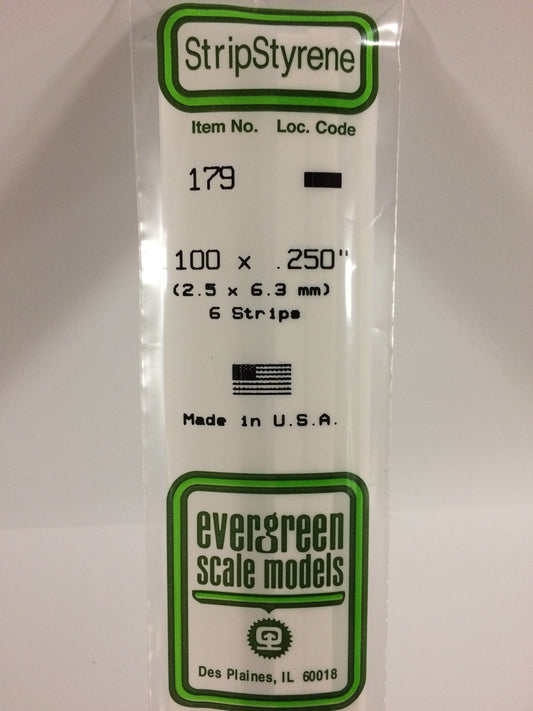 StripStyrene
Item No. Loc. Code
179
.100 x .250"
(2.5 x 6.3 mm)
6 Strips
Made in U.S.A.
evergreen
scale models
Des Plaines, IL 60018